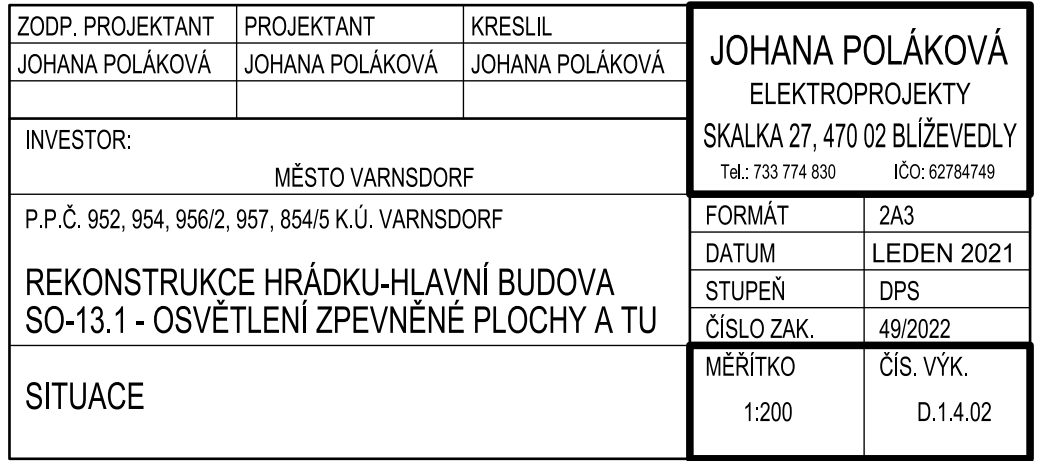 ZODP. PROJEKTANT PROJEKTANT KRESLIL
JOHANA POLÁKOVÁ JOHANA POLÁKOVÁ JOHANA POLÁKOVÁ
JOHANA POLÁKOVÁ
ELEKTROPROJEKTY
SKALKA 27, 470 02 BLÍŽEVEDLY
Tel.: 733 774 830 IČO: 62784749
INVESTOR:
MĚSTO VARNSDORF
P.P.Č. 952, 954, 956/2, 957, 854/5 K.Ú. VARNSDORF
REKONSTRUKCE HRÁDKU-HLAVNÍ BUDOVA
SO-13.1 - OSVĚTLENÍ ZPEVNĚNÉ PLOCHY A TU
FORMÁT 2A3
DATUM LEDEN 2021
STUPEŇ DPS
ČÍSLO ZAK. 49/2022
SITUACE
MĚŘÍTKO ČÍS. VÝK.
1:200 D.1.4.02